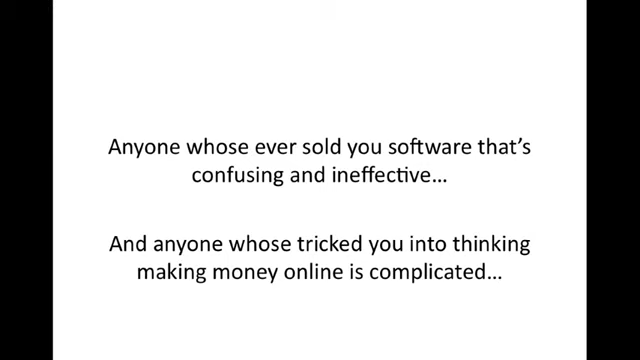 Anyone whose ever sold you software that's
confusing and ineffective…
And anyone whose tricked you into thinking
making money online is complicated…